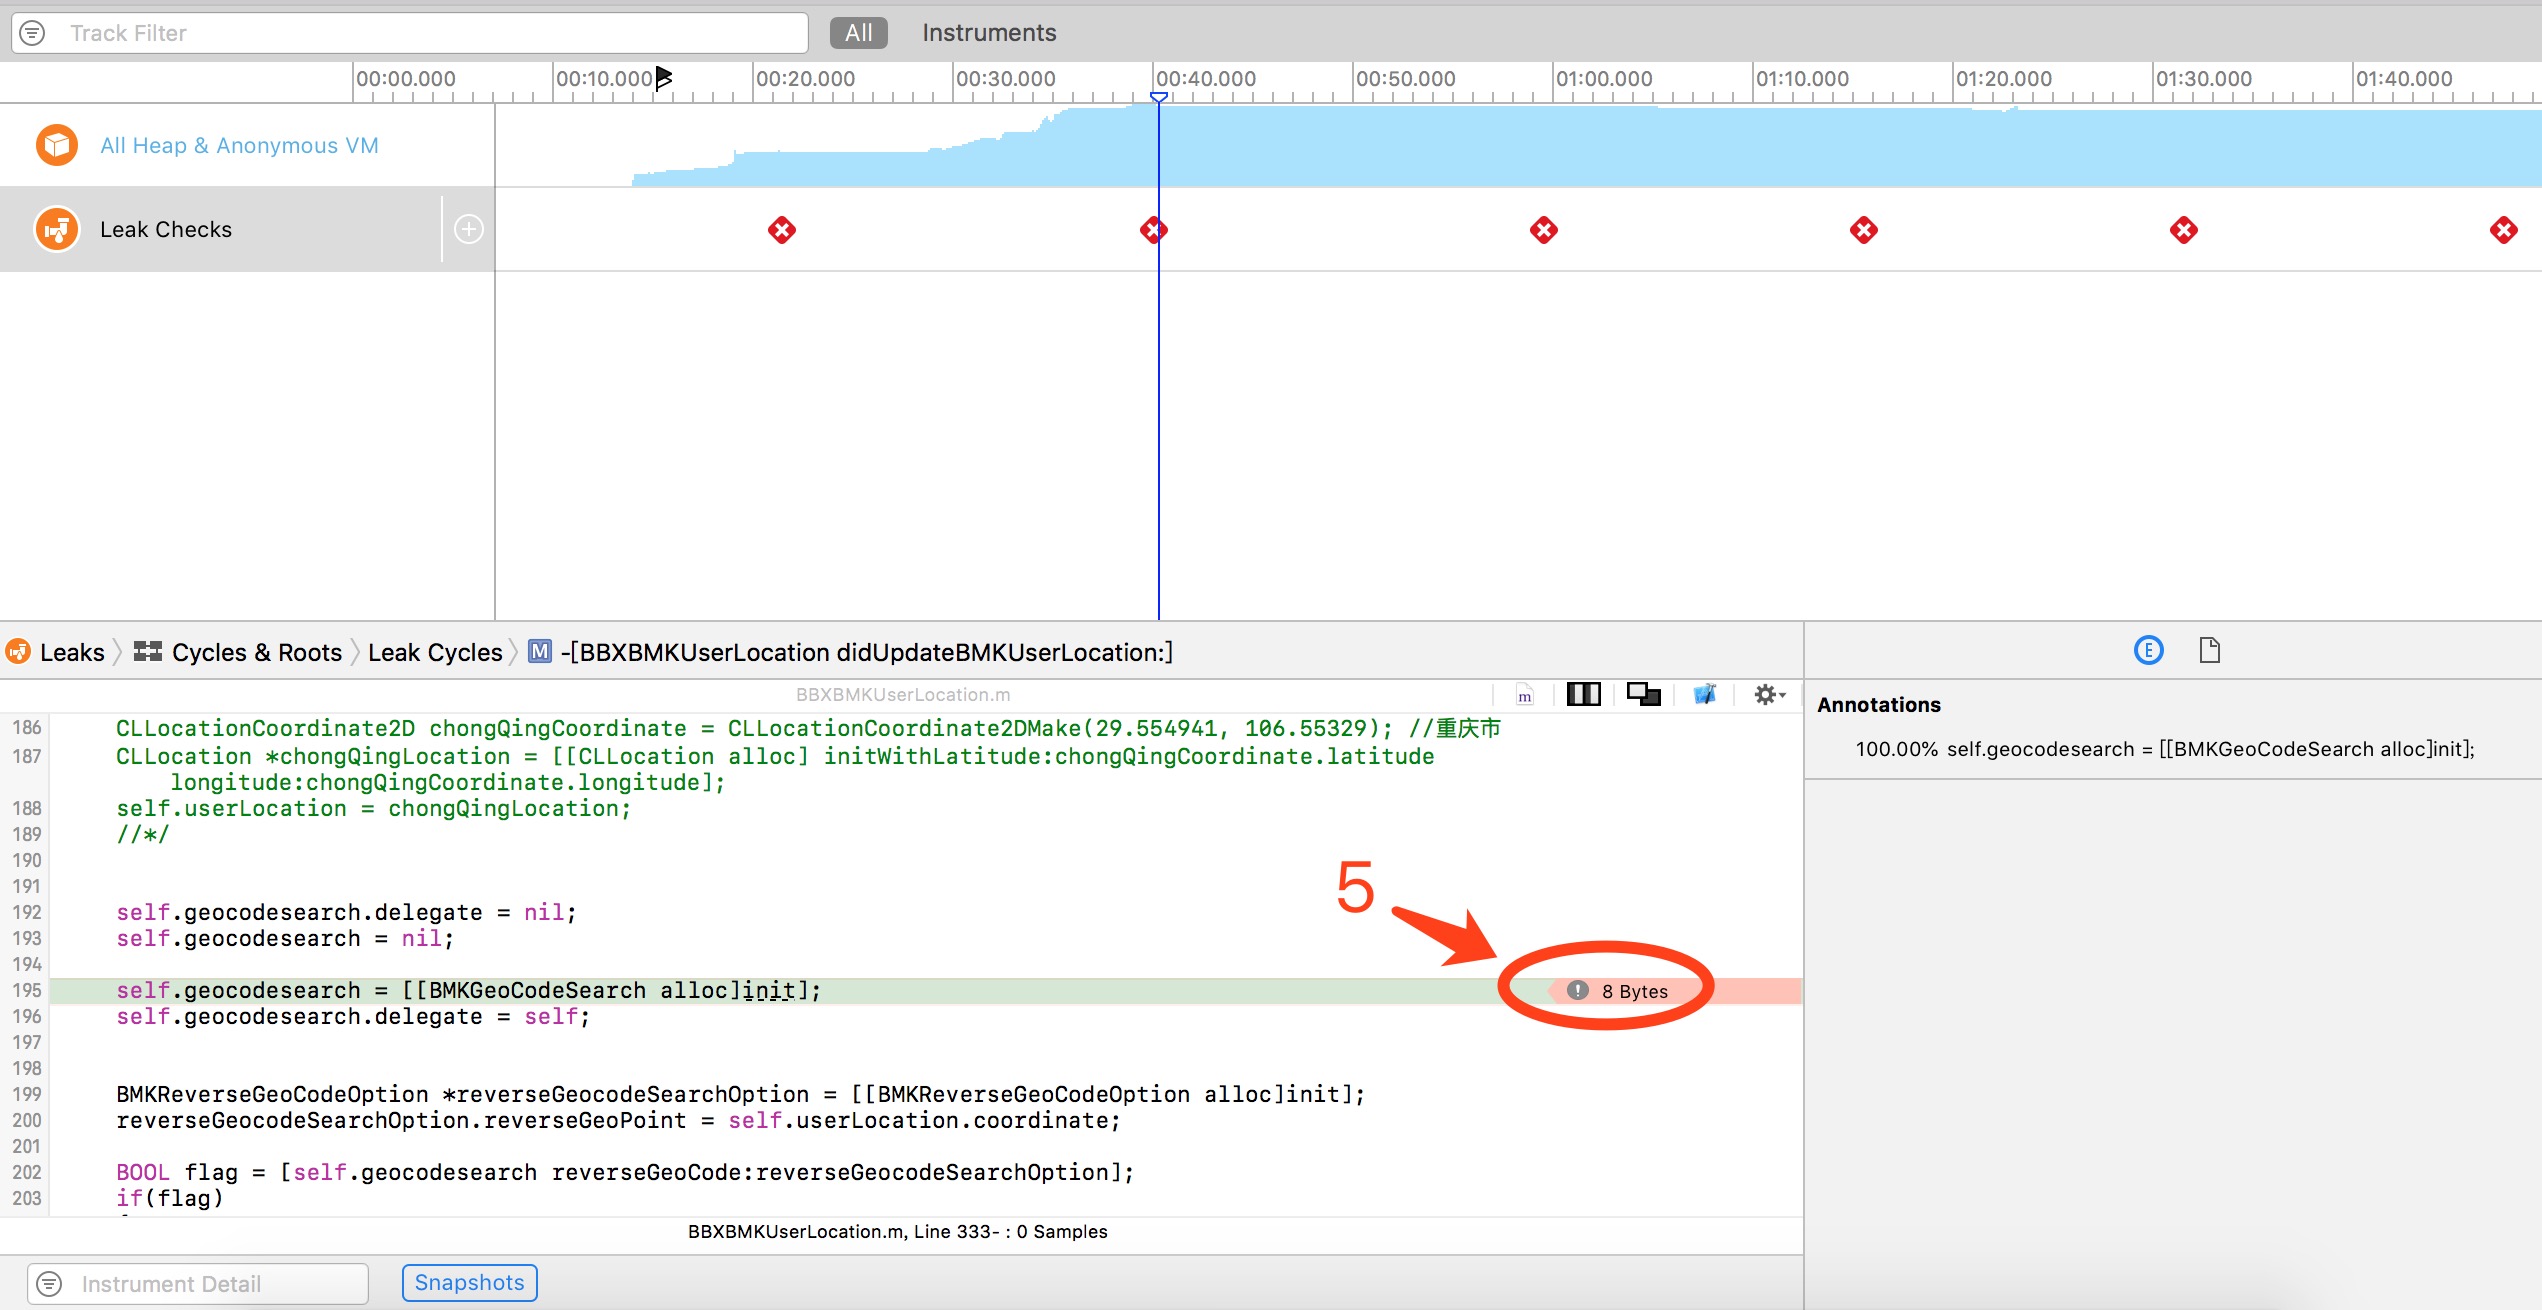 Track Filter
All
Instruments
00:00.000
00:10.000
00:20.000
00:30.000
00:40.000
00:50.000
01:00.000
01:10.000
01:20.000
01:30.000
01:40.000
All Heap & Anonymous VM
Leak Checks
Leaks
Cycles & Roots
Leak Cycles
M
-[BBXBMKUserLocation didUpdateBMKUserLocation:]
E
BBXBMKUserLocation.m
m
Annotations
100.00% self.geocodesearch = [[BMKGeoCodeSearch alloc]init];
186 CLLocationCoordinate2D chongQingCoordinate = CLLocationCoordinate2DMake(29.554941, 106.55329); //重庆市
187 CLLocation *chongQingLocation = [[CLLocation alloc] initWithLatitude:chongQingCoordinate.latitude
longitude:chongQingCoordinate.longitude];
188 self.userLocation = chongQingLocation;
189 //*/
190
191
192 self.geocodesearch.delegate = nil;
193 self.geocodesearch = nil;
194
5
195 self.geocodesearch = [[BMKGeoCodeSearch alloc]init];
8 Bytes
196 self.geocodesearch.delegate = self;
197
198
199 BMKReverseGeoCodeOption *reverseGeocodeSearchOption = [[BMKReverseGeoCodeOption alloc]init];
200 reverseGeocodeSearchOption.reverseGeoPoint = self.userLocation.coordinate;
201
202 BOOL flag = [self.geocodesearch reverseGeoCode:reverseGeocodeSearchOption];
203 if(flag)
BBXBMKUserLocation.m, Line 333- : 0 Samples
Instrument Detail
Snapshots